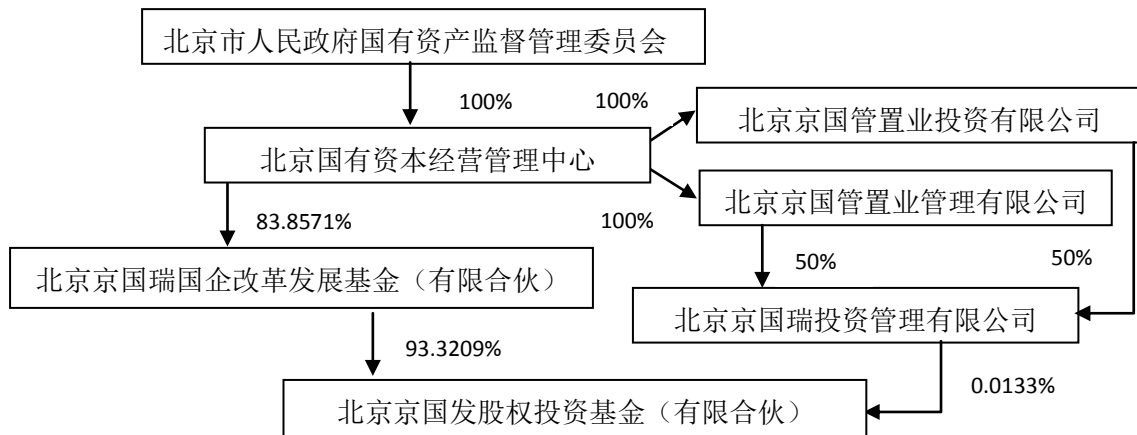 北京市人民政府国有资产监督管理委员会
100%
100%
北京京国管置业投资有限公司
北京国有资本经营管理中心
北京京国管置业管理有限公司
83.8571%
100%
50%
50%
北京京国瑞国企改革发展基金（有限合伙）
北京京国瑞投资管理有限公司
93.3209%
0.0133%
北京京国发股权投资基金（有限合伙）